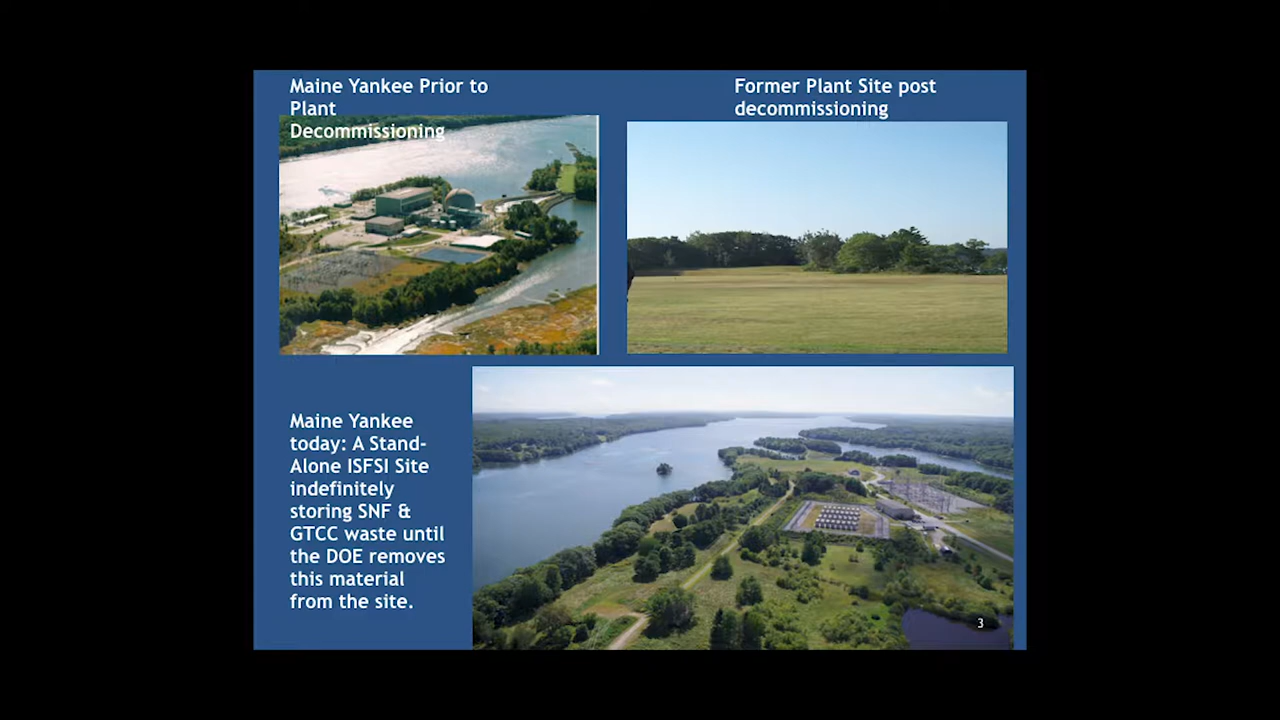 Maine Yankee Prior to
Plant
Decommissioning
Former Plant Site post
decommissioning
Maine Yankee
today: A Stand-
Alone ISFSI Site
indefinitely
storing SNF &
GTCC waste until
the DOE removes
this material
from the site.
3